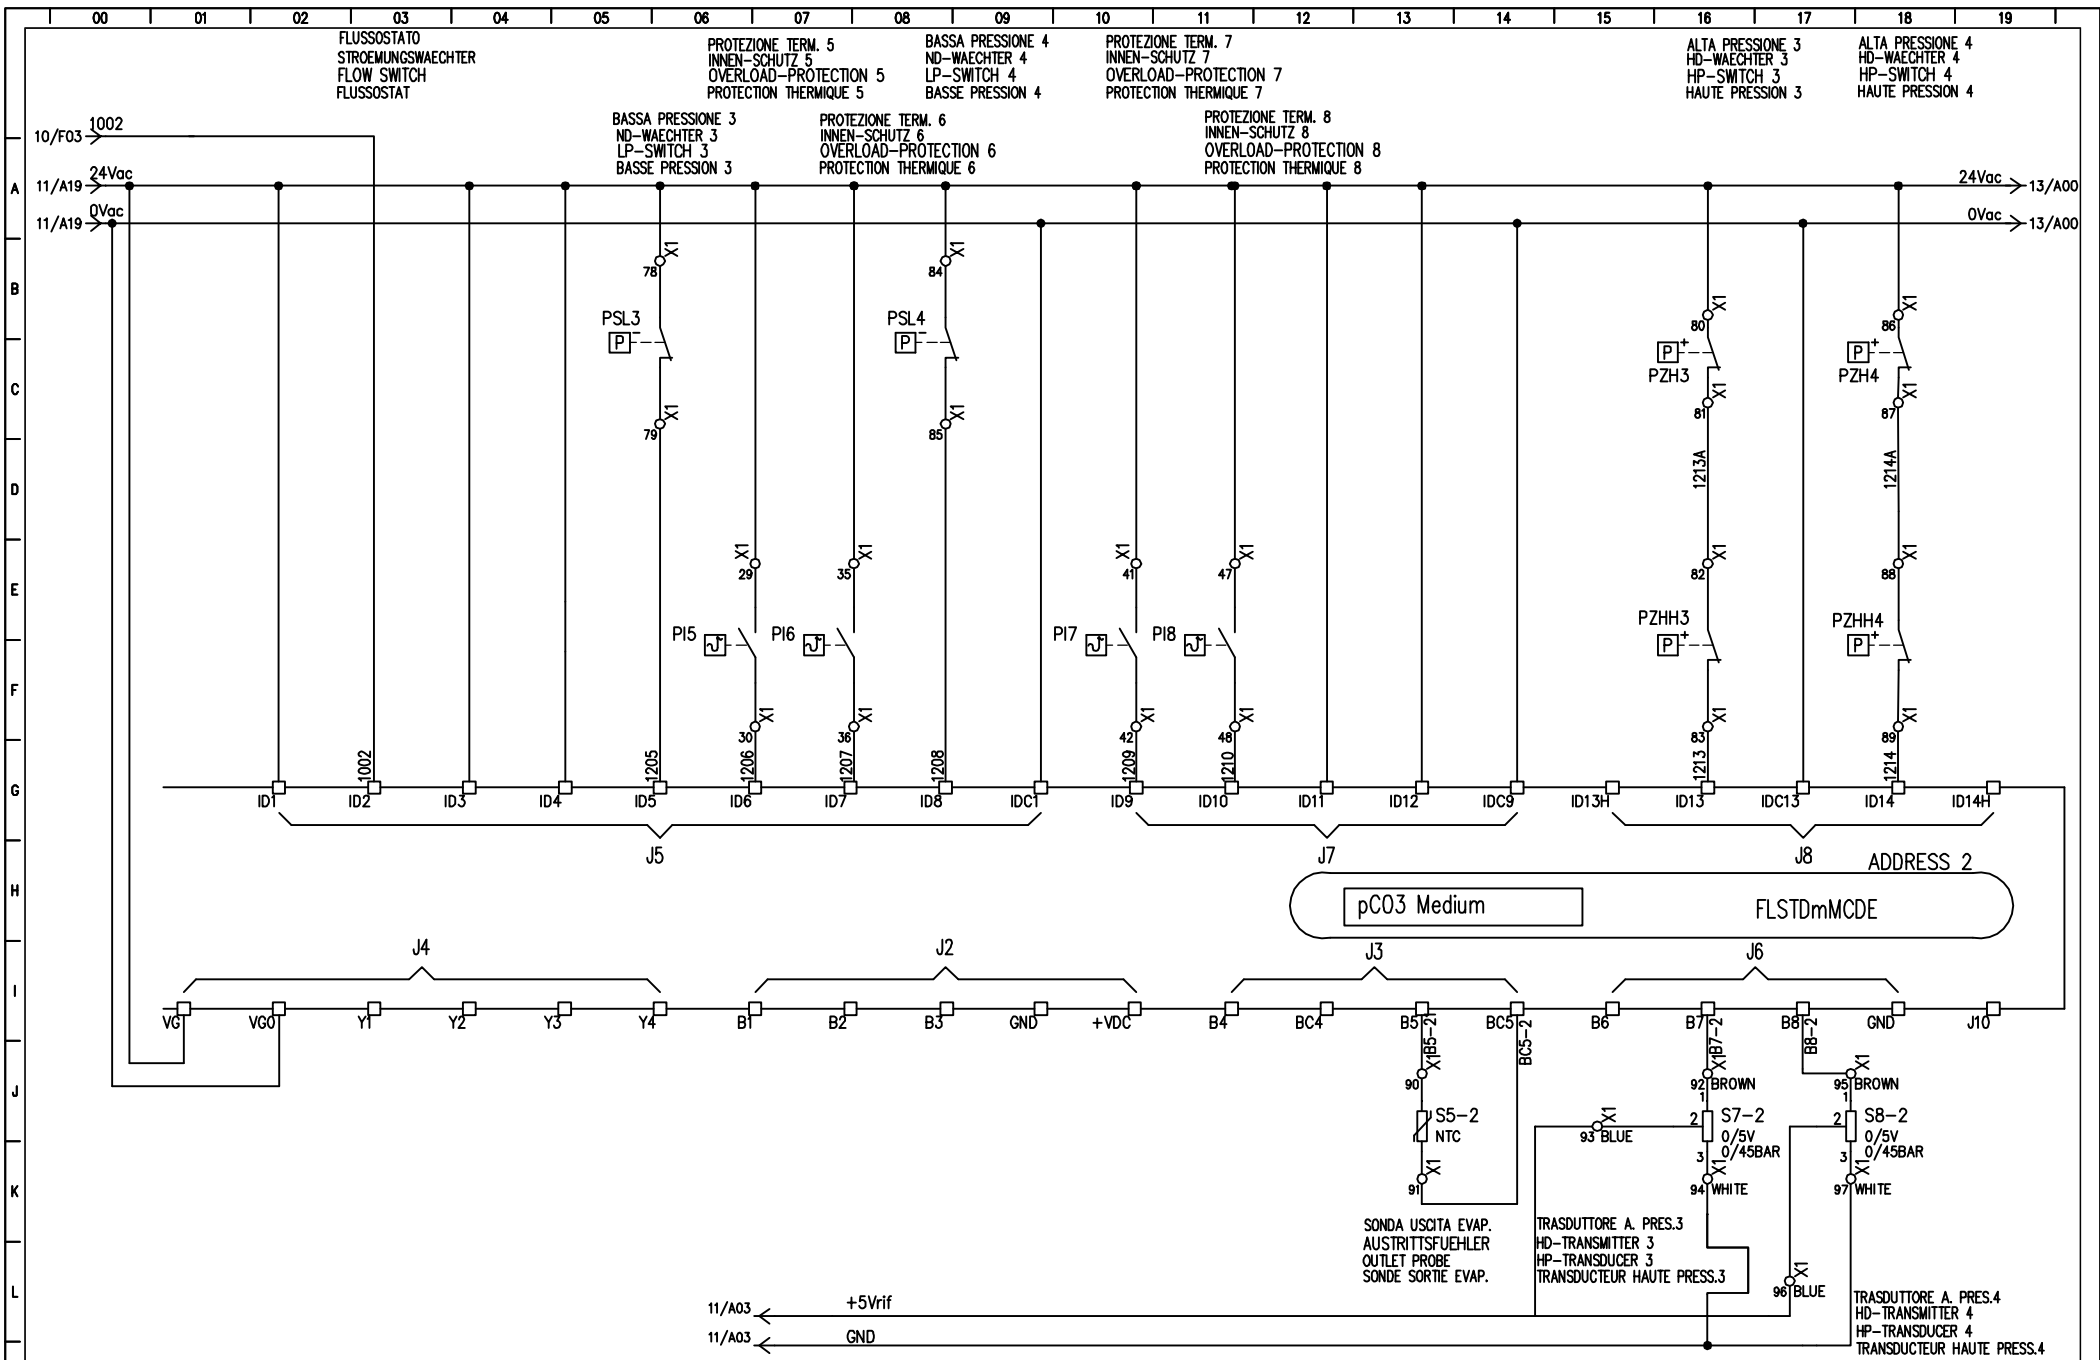 00 01 02 03 04 05 06 07 08 09 10 11 12 13 14 15 16 17 18 19
FLUSSOSTATO
STROEMUNGSWAECHTER
FLOW SWITCH
FLUSSOSTAT
PROTEZIONE TERM. 5
INNEN-SCHUTZ 5
OVERLOAD-PROTECTION 5
PROTECTION THERMIQUE 5
BASSA PRESSIONE 4
ND-WAECHTER 4
LP-SWITCH 4
BASSE PRESSION 4
PROTEZIONE TERM. 7
INNEN-SCHUTZ 7
OVERLOAD-PROTECTION 7
PROTECTION THERMIQUE 7
ALTA PRESSIONE 3
HD-WAECHTER 3
HP-SWITCH 3
HAUTE PRESSION 3
ALTA PRESSIONE 4
HD-WAECHTER 4
HP-SWITCH 4
HAUTE PRESSION 4
BASSA PRESSIONE 3
ND-WAECHTER 3
LP-SWITCH 3
BASSE PRESSION 3
PROTEZIONE TERM. 6
INNEN-SCHUTZ 6
OVERLOAD-PROTECTION 6
PROTECTION THERMIQUE 6
PROTEZIONE TERM. 8
INNEN-SCHUTZ 8
OVERLOAD-PROTECTION 8
PROTECTION THERMIQUE 8
10/F03 1002
A 11/A19 24Vac 24Vac 13/A00
11/A19 0Vac 0Vac 13/A00
X1 X1
78 84
B
X1 X1
80 86
PSL3 PSL4
P - P -
P + P +
PZH3 PZH4
C
X1 X1 X1 X1
81 87
79 85
1213A 1214A
D
X1 X1 X1 X1 X1 X1
29 35 41 47 82 88
E
PZHH3 PZHH4
PI5 PI6 PI7 PI8 P + P +
F
X1 X1 X1 X1 X1 X1
30 36 42 48 83 89
1002 1205 1206 1207 1208 1209 1210 1213 1214
G
ID1 ID2 ID3 ID4 ID5 ID6 ID7 ID8 IDC1 ID9 ID10 ID11 ID12 IDC9 ID13H ID13 IDC13 ID14 ID14H
J5 J7 J8
ADDRESS 2
H
pCO3 Medium FLSTDmMCDE
J4 J2 J3 J6
I
VG VG0 Y1 Y2 Y3 Y4 B1 B2 B3 GND +VDC B4 BC4 B5 BC5 B6 B7 B8 GND J10
B5-2 BC5-2 B7-2 B8-2
X1 X1 X1
J
90 92 BROWN 95 BROWN
1 1
S5-2
NTC
X1
93 BLUE
2 S7-2
0/5V
0/45BAR
3
2 S8-2
0/5V
0/45BAR
3
K
X1 X1 X1
91 94 WHITE 97 WHITE
SONDA USCITA EVAP.
AUSTRITTSFUEHLER
OUTLET PROBE
SONDE SORTIE EVAP.
TRASDUTTORE A. PRES.3
HD-TRANSMITTER 3
HP-TRANSDUCER 3
TRANSDUCTEUR HAUTE PRESS.3
L
X1
96 BLUE
TRASDUTTORE A. PRES.4
HD-TRANSMITTER 4
HP-TRANSDUCER 4
TRANSDUCTEUR HAUTE PRESS.4
11/A03 +5Vrif
11/A03 GND